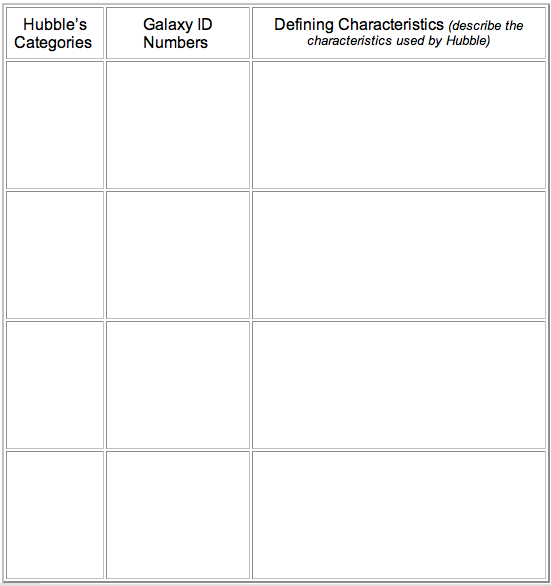 Hubble's
Categories
Galaxy ID
Numbers
Defining Characteristics (describe the
characteristics used by Hubble)